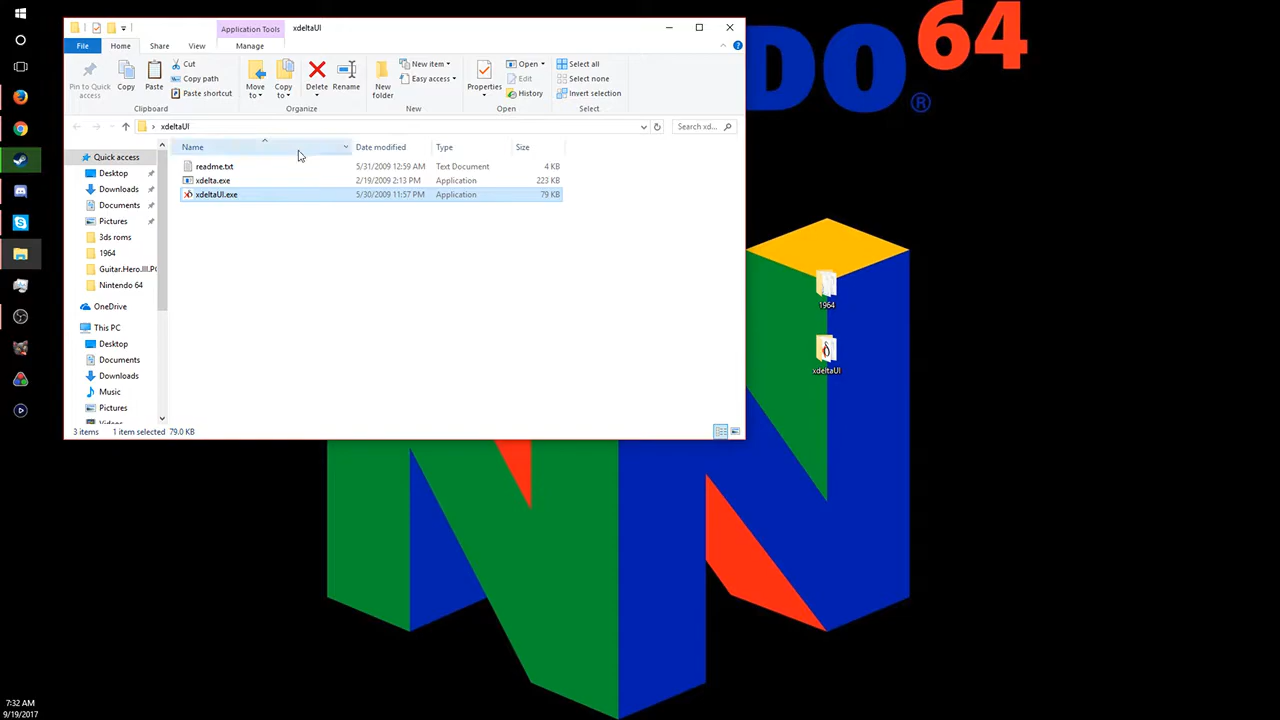 DO 64 ®
Application Tools xdeltaUI
File Home Share View Manage
Pin to Quick access
Copy
Paste
Cut
Copy path
Paste shortcut
Clipboard
Move to
Copy to
Delete
Rename
Organize
New folder
New item
Easy access
New
Properties
Open
Edit
History
Open
Select all
Select none
Invert selection
Select
xdeltaUI
Search xd...
Name Date modified Type Size
readme.txt 5/31/2009 12:59 AM Text Document 4 KB
xdelta.exe 2/19/2009 2:13 PM Application 223 KB
xdeltaUI.exe 5/30/2009 11:57 PM Application 79 KB
Quick access
Desktop
Downloads
Documents
Pictures
3ds roms
1964
Guitar.Hero.III.PC
Nintendo 64
OneDrive
This PC
Desktop
Documents
Downloads
Music
Pictures
Videos
3 items 1 item selected 79.0 KB
1964
xdeltaUI
7:32 AM
9/19/2017